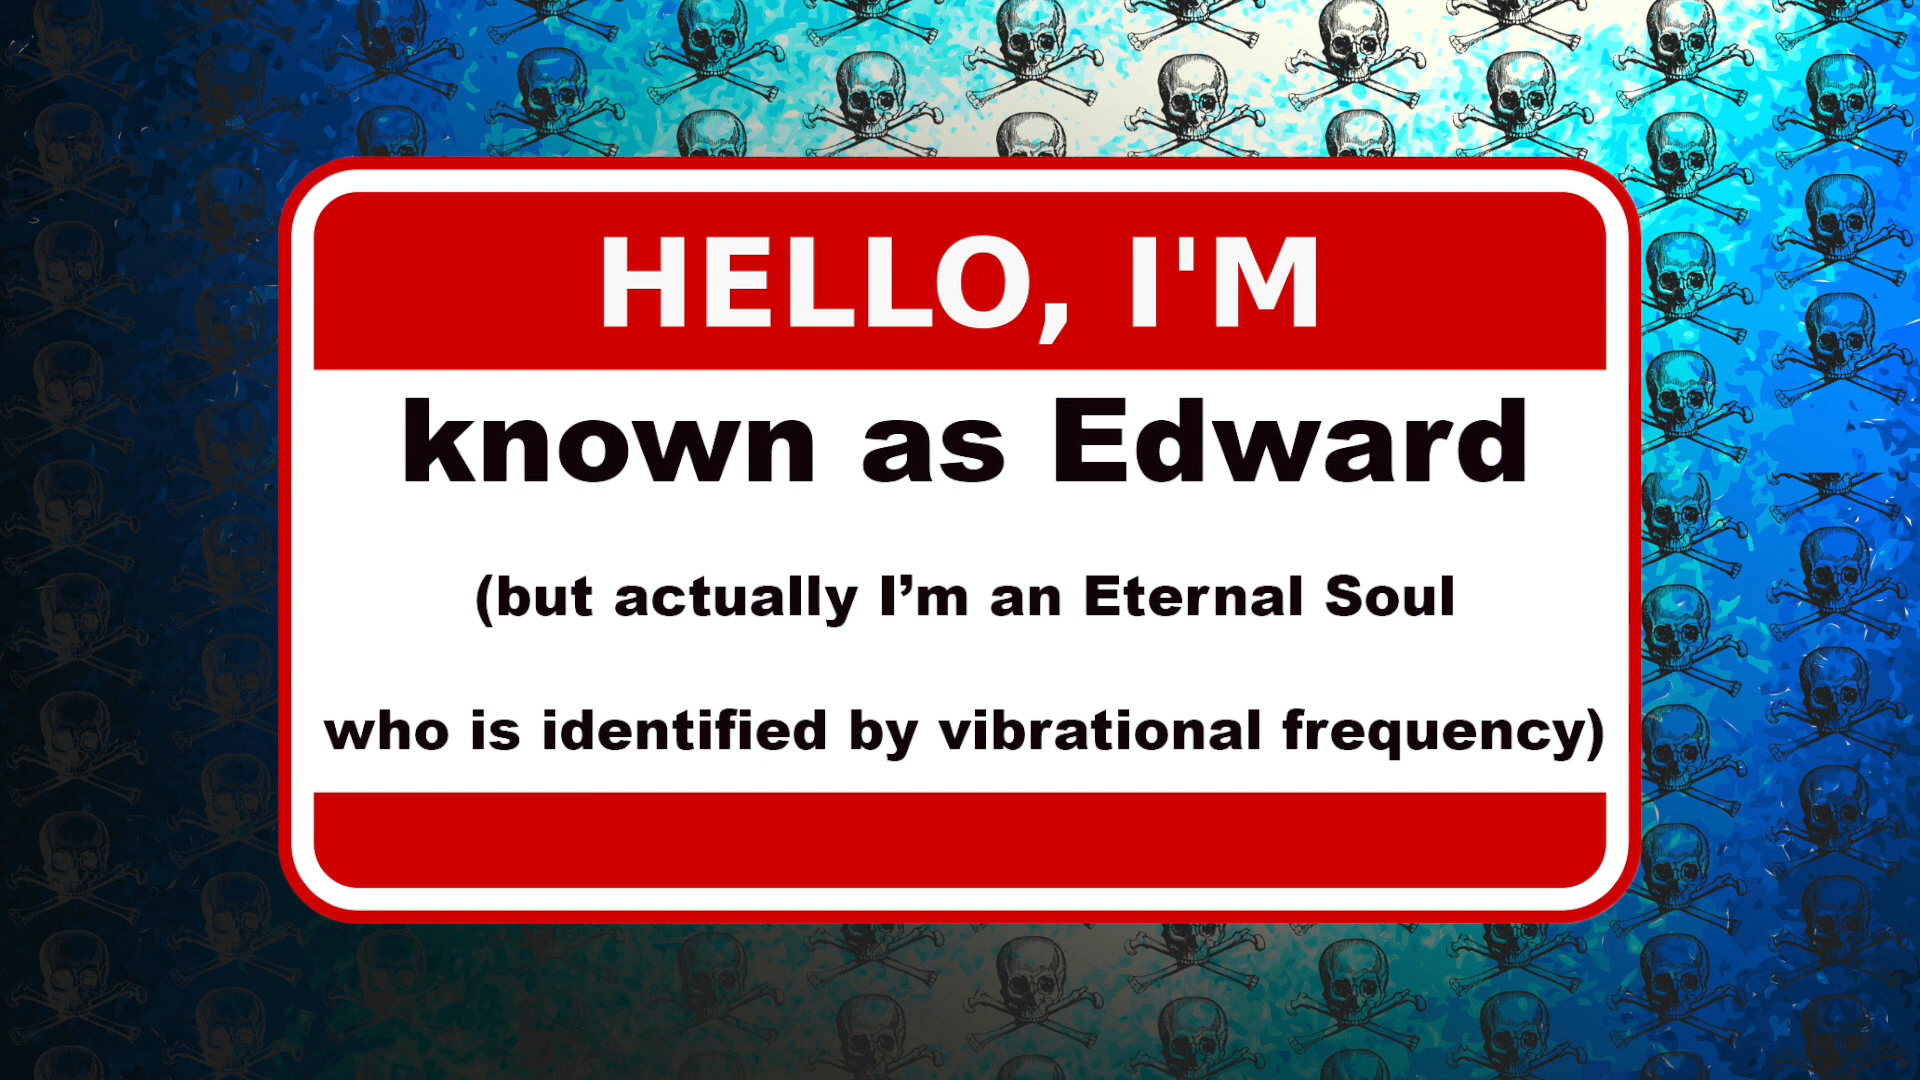 HELLO, I'M
known as Edward
(but actually I’m an Eternal Soul
who is identified by vibrational frequency)